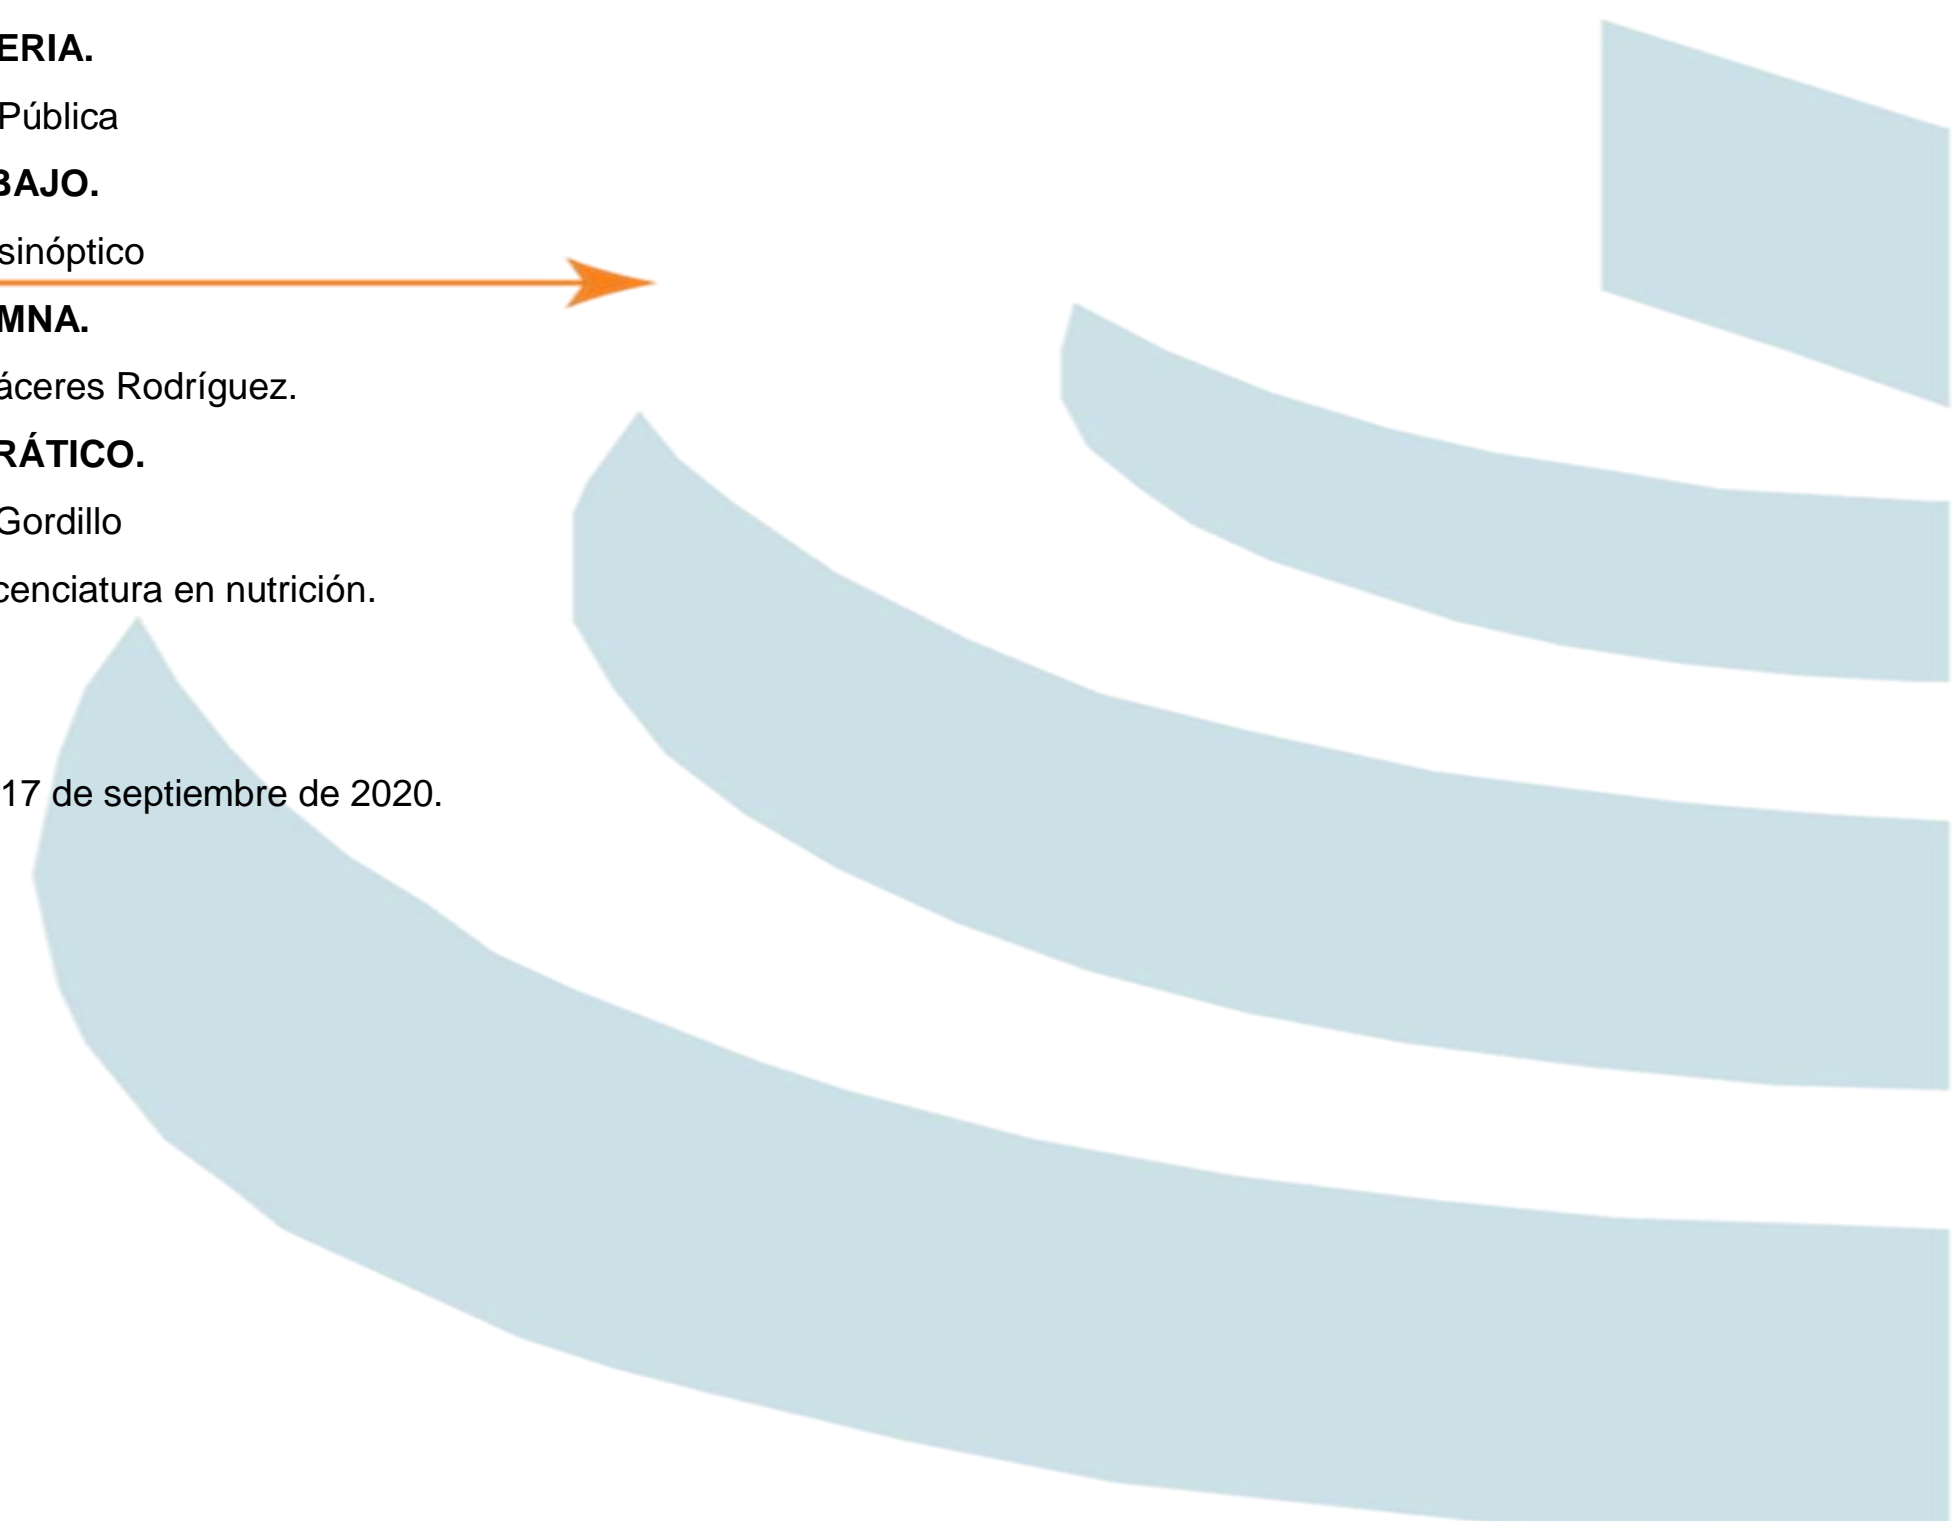 ERIA.
Pública
BAJO.
sinóptico
MNA.
áceres Rodríguez.
RÁTICO.
Gordillo
cenciatura en nutrición.
17 de septiembre de 2020.